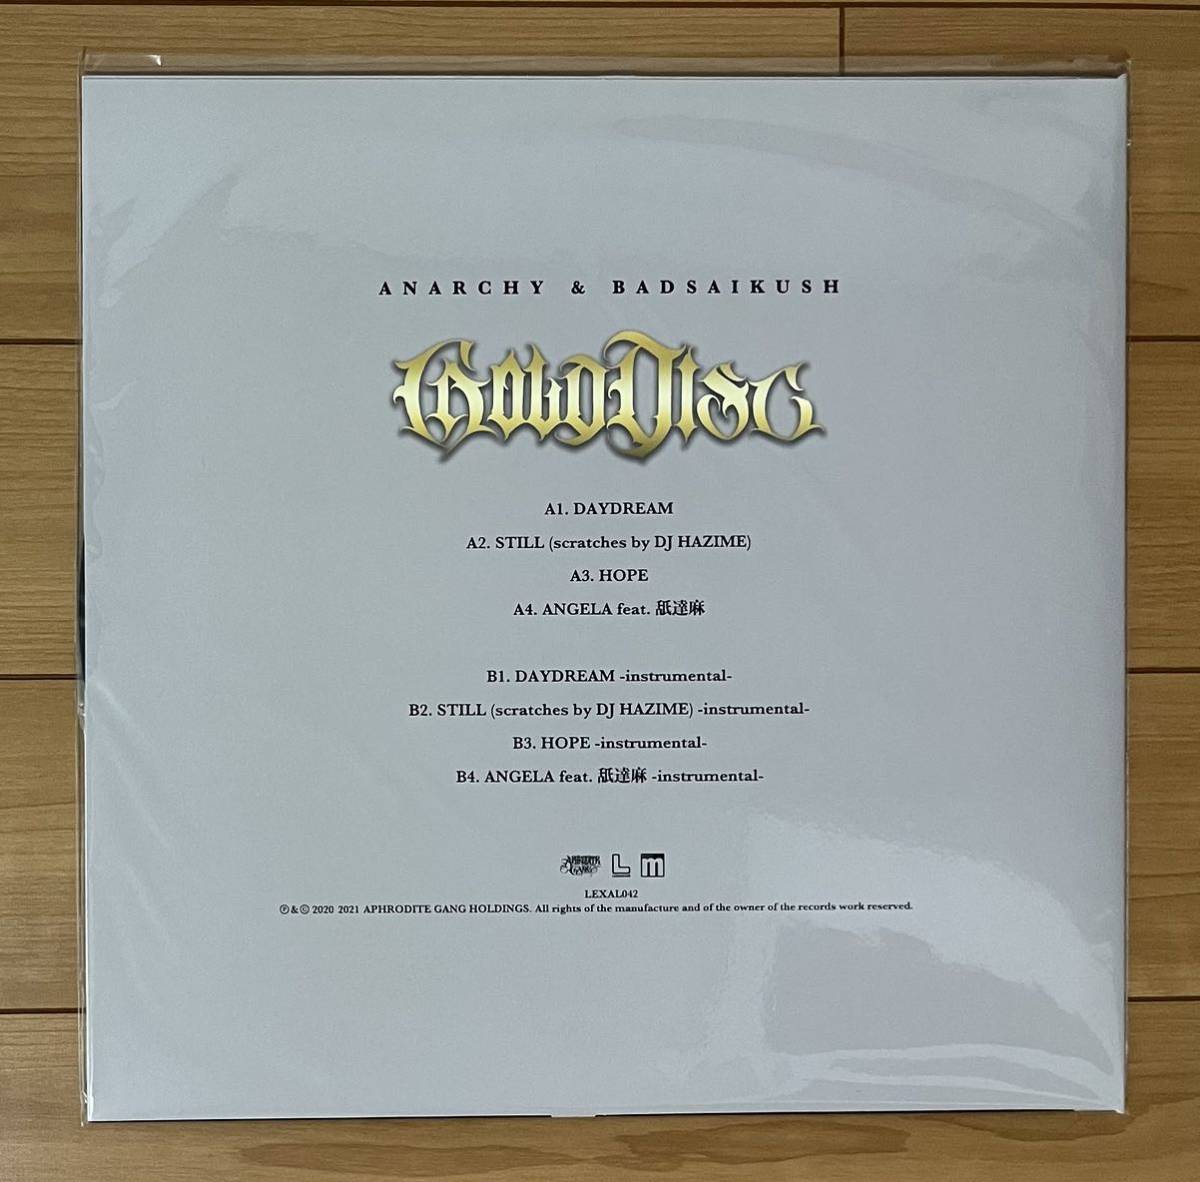 ANARCHY & BADSAIKUSH
GOLD DISC
A1. DAYDREAM
A2. STILL (scratches by DJ HAZIME)
A3. HOPE
A4. ANGELA feat. 舐達麻
B1. DAYDREAM -instrumental-
B2. STILL (scratches by DJ HAZIME) -instrumental-
B3. HOPE -instrumental-
B4. ANGELA feat. 舐達麻 -instrumental-
APHRODITE GANG L m
LEXAL042
Ⓟ&Ⓒ 2020 2021 APHRODITE GANG HOLDINGS. All rights of the manufacture and of the owner of the records work reserved.